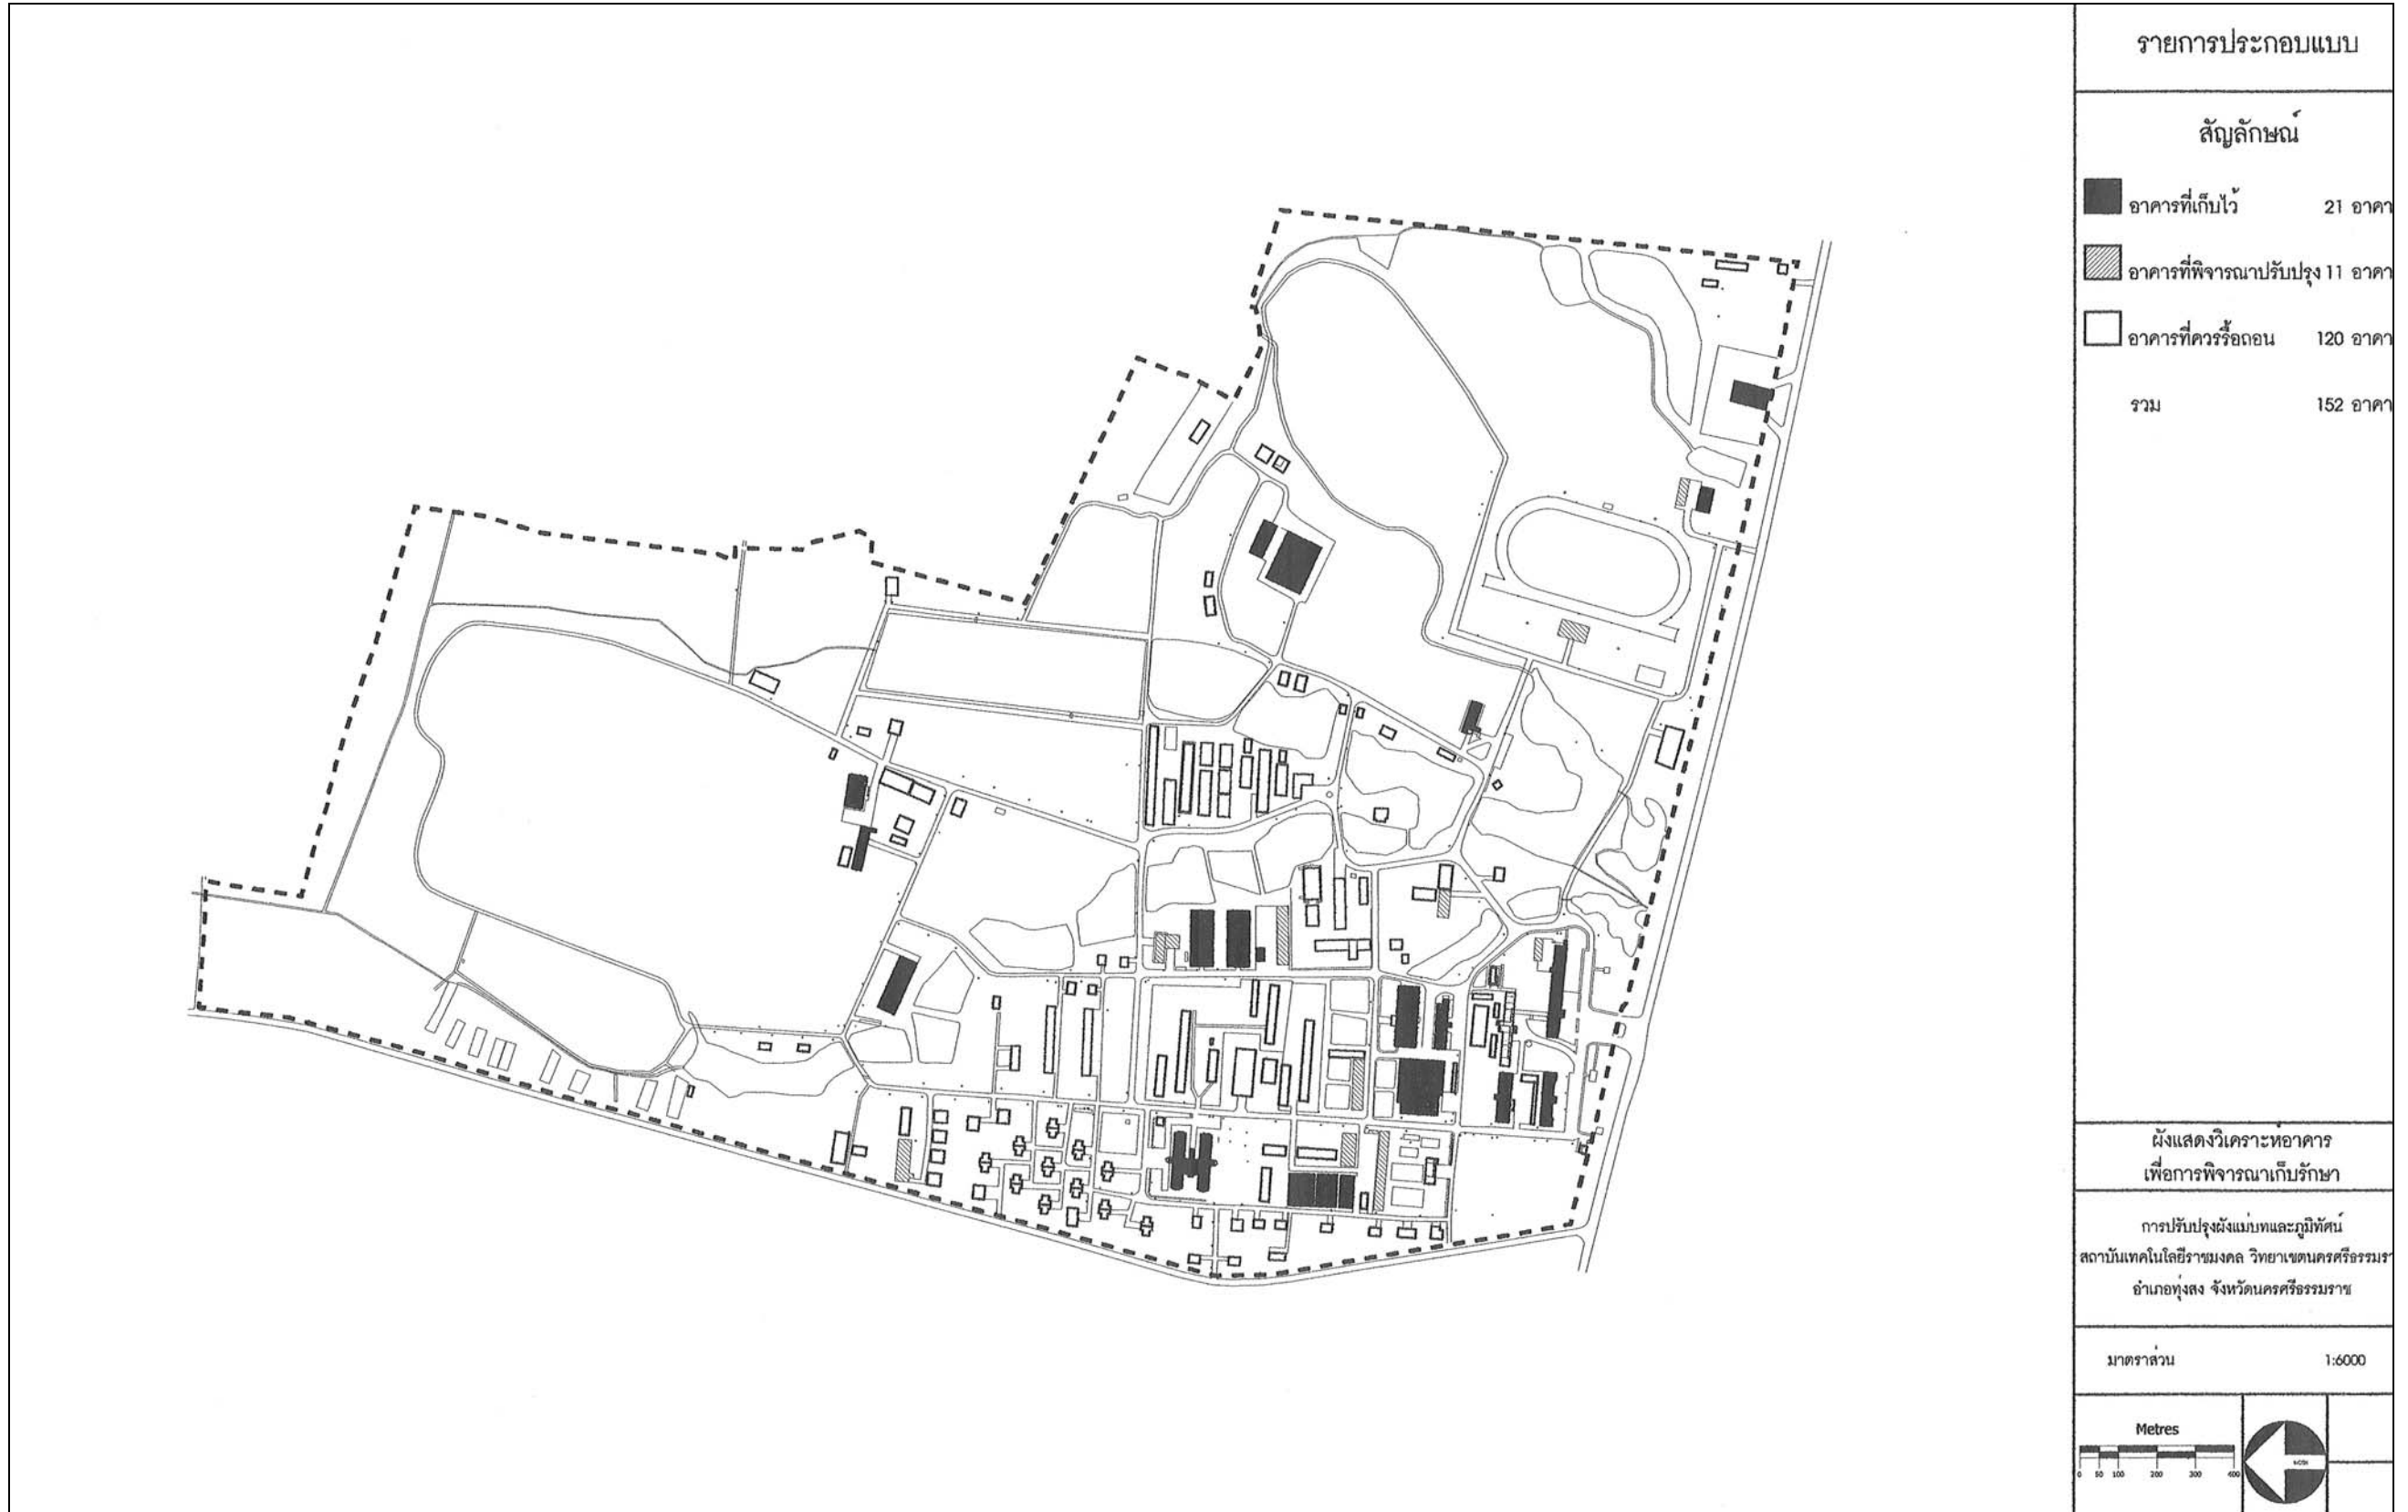 รายการประกอบแบบ
สัญลักษณ์
อาคารที่เก็บไว้ 21 อาคา
อาคารที่พิจารณาปรับปรุง 11 อาคา
อาคารที่ควรรื้อถอน 120 อาคา
รวม 152 อาคา
ผังแสดงวิเคราะห์อาคาร
เพื่อการพิจารณาเก็บรักษา
การปรับปรุงผังแม่บทและภูมิทัศน์
สถาบันเทคโนโลยีราชมงคล วิทยาเขตนครศรีธรรมรา
อำเภอทุ่งสง จังหวัดนครศรีธรรมราช
มาตราส่วน 1:6000
Metres
0 50 100 200 300 400